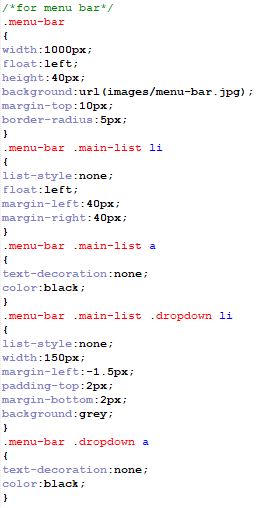 /*for menu bar*/
.menu-bar
{
width:1000px;
float:left;
height:40px;
background:url(images/menu-bar.jpg);
margin-top:10px;
border-radius:5px;
}
.menu-bar .main-list li
{
list-style:none;
float:left;
margin-left:40px;
margin-right:40px;
}
.menu-bar .main-list a
{
text-decoration:none;
color:black;
}
.menu-bar .main-list .dropdown li
{
list-style:none;
width:150px;
margin-left:-1.5px;
padding-top:2px;
margin-bottom:2px;
background:grey;
}
.menu-bar .dropdown a
{
text-decoration:none;
color:black;
}